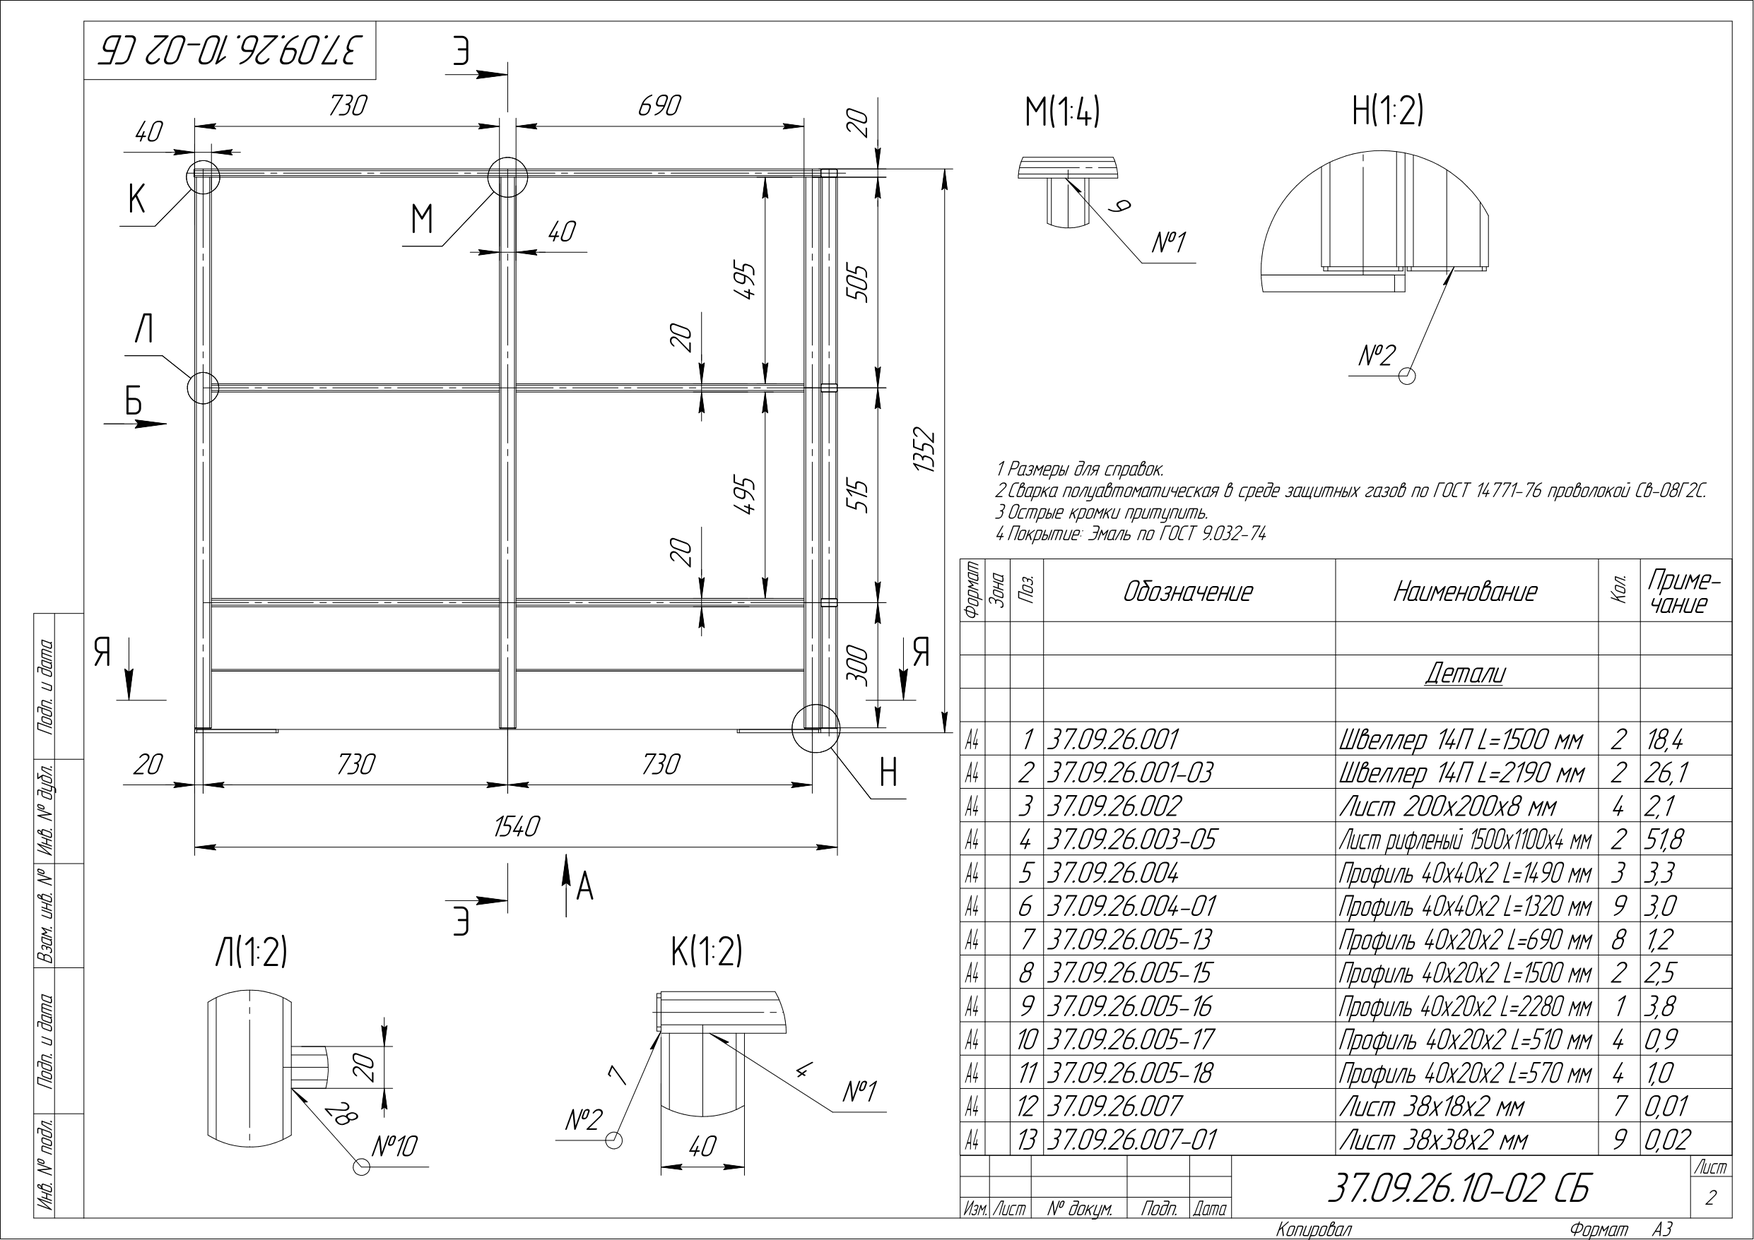 37.09.26.10-02 СБ
Э
730
690
40
20
К
М
40
495
505
Л
20
Б
1352
495
515
20
Я
Я
300
20
730
730
Н
1540
А
Э
М(1:4)
9
№1
Н(1:2)
№2
Л(1:2)
20
28
№10
К(1:2)
7
№2
4
№1
40
1 Размеры для справок.
2 Сварка полуавтоматическая в среде защитных газов по ГОСТ 14771-76 проволокой Св-08Г2С.
3 Острые кромки притупить.
4 Покрытие: Эмаль по ГОСТ 9.032-74
Формат Зона Поз. Обозначение Наименование Кол. Приме-
чание
Детали
А4 1 37.09.26.001 Швеллер 14П L=1500 мм 2 18,4
А4 2 37.09.26.001-03 Швеллер 14П L=2190 мм 2 26,1
А4 3 37.09.26.002 Лист 200х200х8 мм 4 2,1
А4 4 37.09.26.003-05 Лист рифленый 1500х1100х4 мм 2 51,8
А4 5 37.09.26.004 Профиль 40х40х2 L=1490 мм 3 3,3
А4 6 37.09.26.004-01 Профиль 40х40х2 L=1320 мм 9 3,0
А4 7 37.09.26.005-13 Профиль 40х20х2 L=690 мм 8 1,2
А4 8 37.09.26.005-15 Профиль 40х20х2 L=1500 мм 2 2,5
А4 9 37.09.26.005-16 Профиль 40х20х2 L=2280 мм 1 3,8
А4 10 37.09.26.005-17 Профиль 40х20х2 L=510 мм 4 0,9
А4 11 37.09.26.005-18 Профиль 40х20х2 L=570 мм 4 1,0
А4 12 37.09.26.007 Лист 38х18х2 мм 7 0,01
А4 13 37.09.26.007-01 Лист 38х38х2 мм 9 0,02
Изм. Лист № докум. Подп. Дата
37.09.26.10-02 СБ
Лист
2
Копировал Формат А3
Подп. и дата
Инв. № дубл.
Взам. инв. №
Подп. и дата
Инв. № подл.